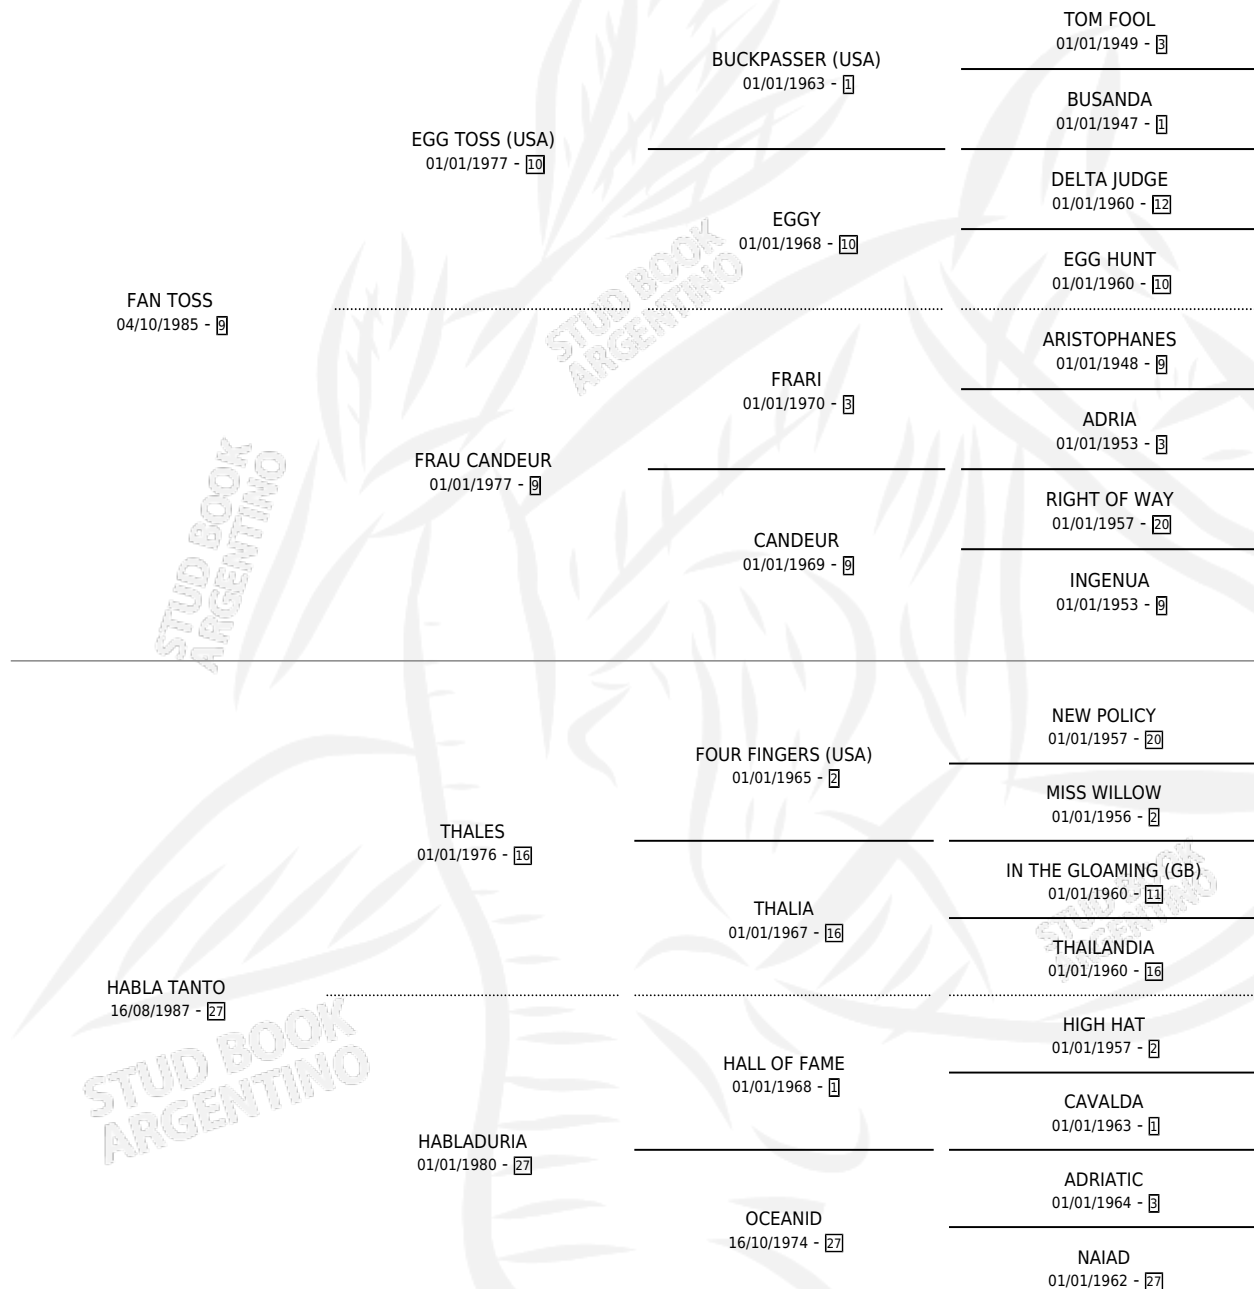 TOM FOOL
01/01/1949 - 3
BUCKPASSER (USA)
01/01/1963 - 1
BUSANDA
01/01/1947 - 1
EGG TOSS (USA)
01/01/1977 - 10
DELTA JUDGE
01/01/1960 - 12
EGGY
01/01/1968 - 10
EGG HUNT
01/01/1960 - 10
FAN TOSS
04/10/1985 - 9
ARISTOPHANES
01/01/1948 - 9
FRARI
01/01/1970 - 3
ADRIA
01/01/1953 - 3
FRAU CANDEUR
01/01/1977 - 9
RIGHT OF WAY
01/01/1957 - 20
CANDEUR
01/01/1969 - 9
INGENUA
01/01/1953 - 9
NEW POLICY
01/01/1957 - 20
FOUR FINGERS (USA)
01/01/1965 - 2
MISS WILLOW
01/01/1956 - 2
THALES
01/01/1976 - 16
IN THE GLOAMING (GB)
01/01/1960 - 11
THALIA
01/01/1967 - 16
THAILANDIA
01/01/1960 - 16
HABLA TANTO
16/08/1987 - 27
HIGH HAT
01/01/1957 - 2
HALL OF FAME
01/01/1968 - 1
CAVALDA
01/01/1963 - 1
HABLADURIA
01/01/1980 - 27
ADRIATIC
01/01/1964 - 3
OCEANID
16/10/1974 - 27
NAIAD
01/01/1962 - 27
STUD BOOK
ARGENTINO
STUD BOOK
ARGENTINO
STUD BOOK
ARGENTINO
STUD BOOK
ARGENTINO